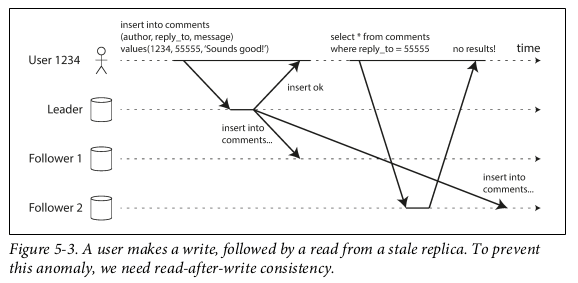 insert into comments
(author, reply_to, message)
values(1234, 55555, 'Sounds good!')
select * from comments
where reply_to = 55555
no results!
time
User 1234
insert ok
Leader
insert into
comments...
Follower 1
insert into
comments...
Follower 2
Figure 5-3. A user makes a write, followed by a read from a stale replica. To prevent
this anomaly, we need read-after-write consistency.